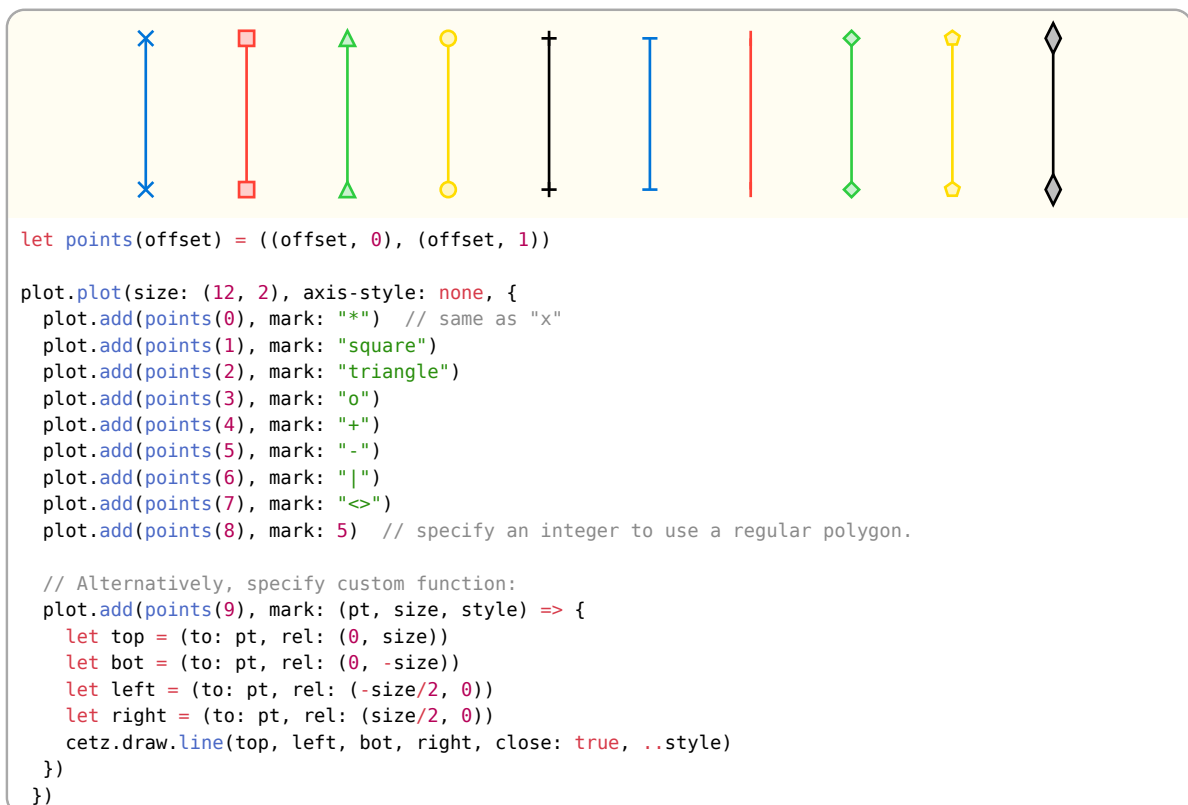 let points(offset) = ((offset, 0), (offset, 1))
plot.plot(size: (12, 2), axis-style: none, {
  plot.add(points(0), mark: "*")  // same as "x"
  plot.add(points(1), mark: "square")
  plot.add(points(2), mark: "triangle")
  plot.add(points(3), mark: "o")
  plot.add(points(4), mark: "+")
  plot.add(points(5), mark: "-")
  plot.add(points(6), mark: "|")
  plot.add(points(7), mark: "<>")
  plot.add(points(8), mark: 5)  // specify an integer to use a regular polygon.
  // Alternatively, specify custom function:
  plot.add(points(9), mark: (pt, size, style) => {
    let top = (to: pt, rel: (0, size))
    let bot = (to: pt, rel: (0, -size))
    let left = (to: pt, rel: (-size/2, 0))
    let right = (to: pt, rel: (size/2, 0))
    cetz.draw.line(top, left, bot, right, close: true, ..style)
  })
 })